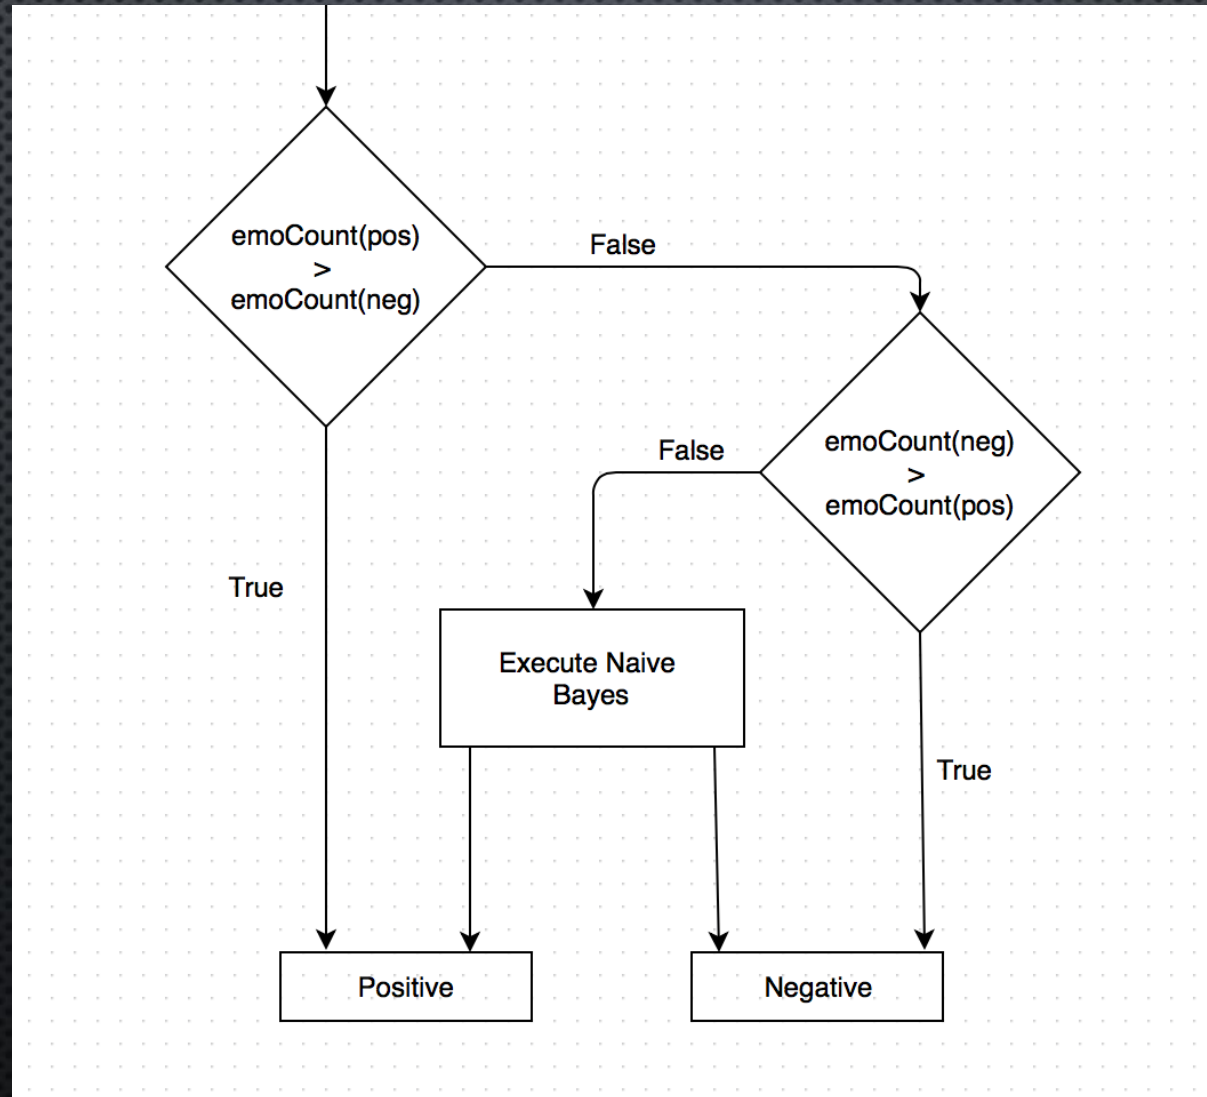 emoCount(pos)
>
emoCount(neg)
False
emoCount(neg)
>
emoCount(pos)
False
True
Execute Naive
Bayes
True
Positive
Negative